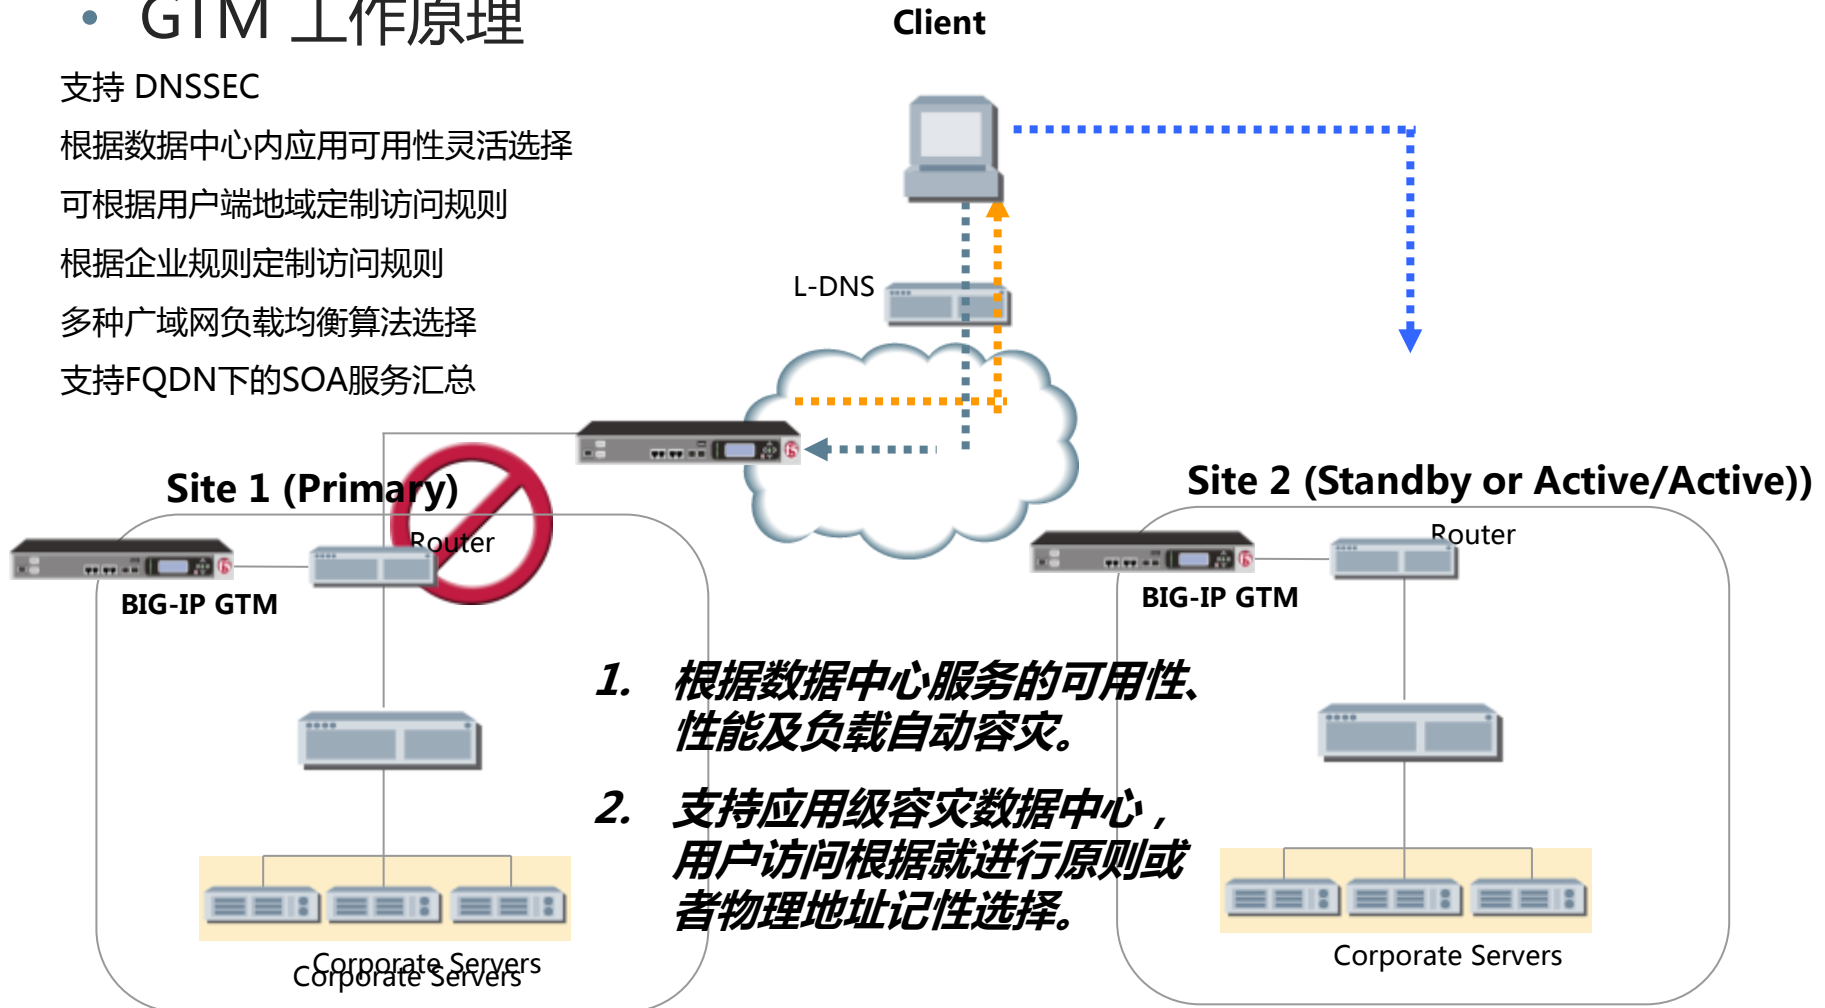 • GTM 工作原理
支持 DNSSEC
根据数据中心内应用可用性灵活选择
可根据用户端地域定制访问规则
根据企业规则定制访问规则
多种广域网负载均衡算法选择
支持FQDN下的SOA服务汇总
Client
L-DNS
Site 1 (Primary)
Router
BIG-IP GTM
Site 2 (Standby or Active/Active))
Router
BIG-IP GTM
1. 根据数据中心服务的可用性、
性能及负载自动容灾。
2. 支持应用级容灾数据中心，
用户访问根据就进行原则或
者物理地址记性选择。
Corporate Servers
Corporate Servers
Corporate Servers